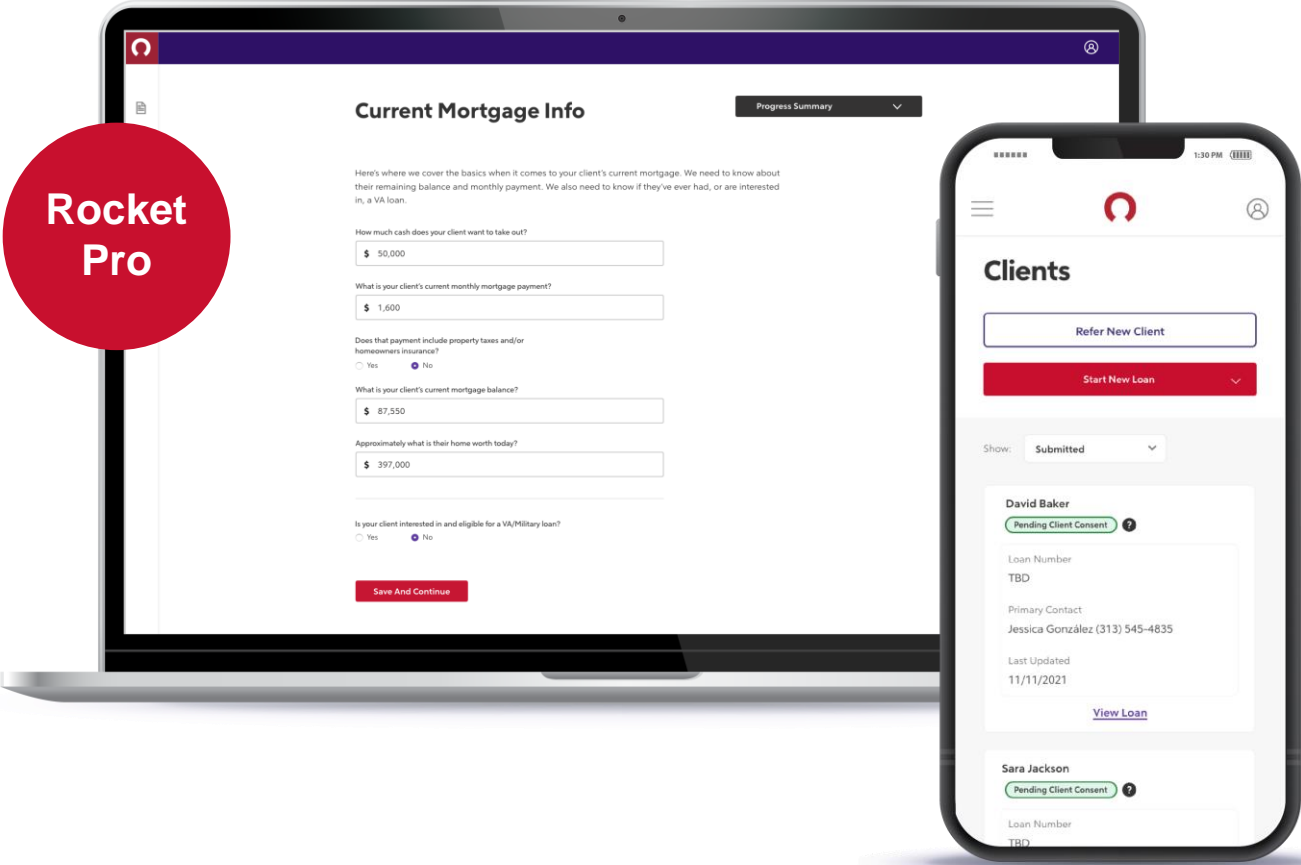 Rocket
Pro
Current Mortgage Info
Progress Summary
Here's where we cover the basics when it comes to your client's current mortgage. We need to know about
their remaining balance and monthly payment. We also need to know if they've ever had, or are interested
in, a VA loan.
How much cash does your client want to take out?
$ 50,000
What is your client's current monthly mortgage payment?
$ 1,600
Does that payment include property taxes and/or
homeowners insurance?
Yes No
What is your client's current mortgage balance?
$ 87,550
Approximately what is their home worth today?
$ 397,000
Is your client interested in and eligible for a VA/Military loan?
Yes No
Save And Continue
1:30 PM
Clients
Refer New Client
Start New Loan
Show: Submitted
David Baker
Pending Client Consent ?
Loan Number
TBD
Primary Contact
Jessica González (313) 545-4835
Last Updated
11/11/2021
View Loan
Sara Jackson
Pending Client Consent ?
Loan Number
TBD